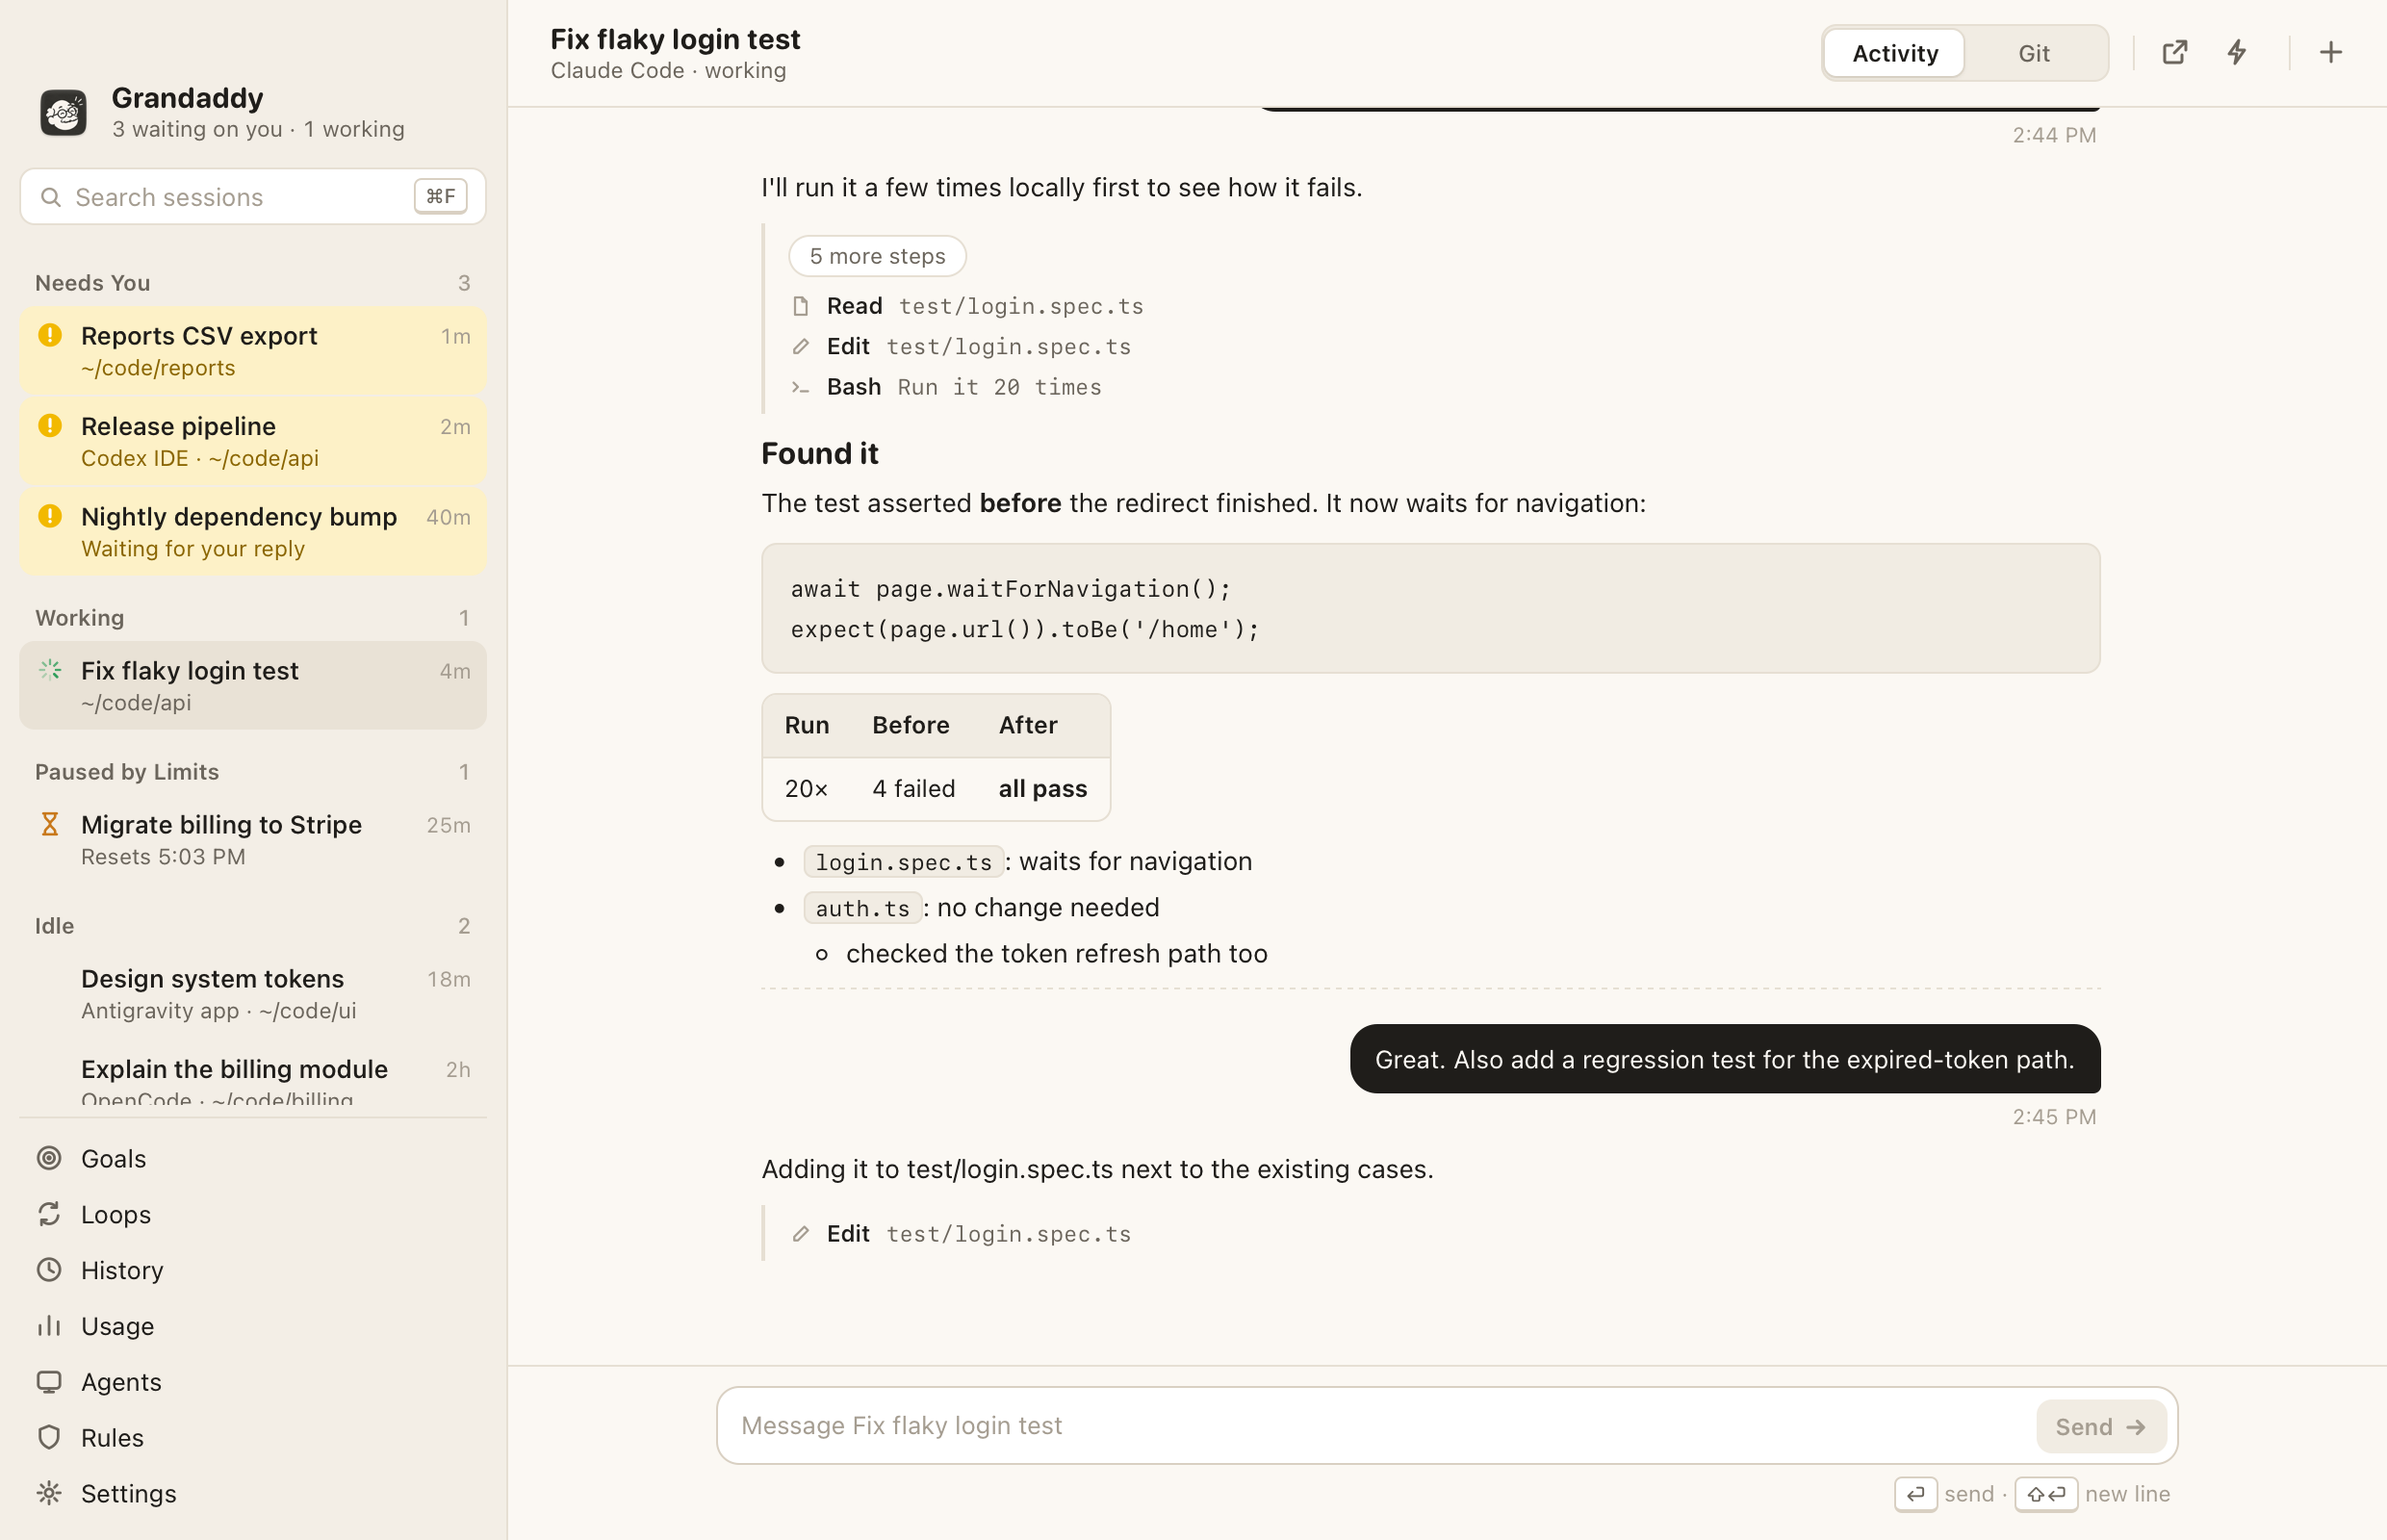 Grandaddy
3 waiting on you · 1 working
Search sessions ⌘F
Needs You 3
Reports CSV export 1m
~/code/reports
Release pipeline 2m
Codex IDE · ~/code/api
Nightly dependency bump 40m
Waiting for your reply
Working 1
Fix flaky login test 4m
~/code/api
Paused by Limits 1
Migrate billing to Stripe 25m
Resets 5:03 PM
Idle 2
Design system tokens 18m
Antigravity app · ~/code/ui
Explain the billing module 2h
OpenCode · ~/code/billing
Goals
Loops
History
Usage
Agents
Rules
Settings
Fix flaky login test
Claude Code · working
Activity Git
2:44 PM
I'll run it a few times locally first to see how it fails.
5 more steps
Read test/login.spec.ts
Edit test/login.spec.ts
Bash Run it 20 times
Found it
The test asserted before the redirect finished. It now waits for navigation:
await page.waitForNavigation();
expect(page.url()).toBe('/home');
Run Before After
20× 4 failed all pass
login.spec.ts: waits for navigation
auth.ts: no change needed
checked the token refresh path too
Great. Also add a regression test for the expired-token path.
2:45 PM
Adding it to test/login.spec.ts next to the existing cases.
Edit test/login.spec.ts
Message Fix flaky login test
Send →
send · new line